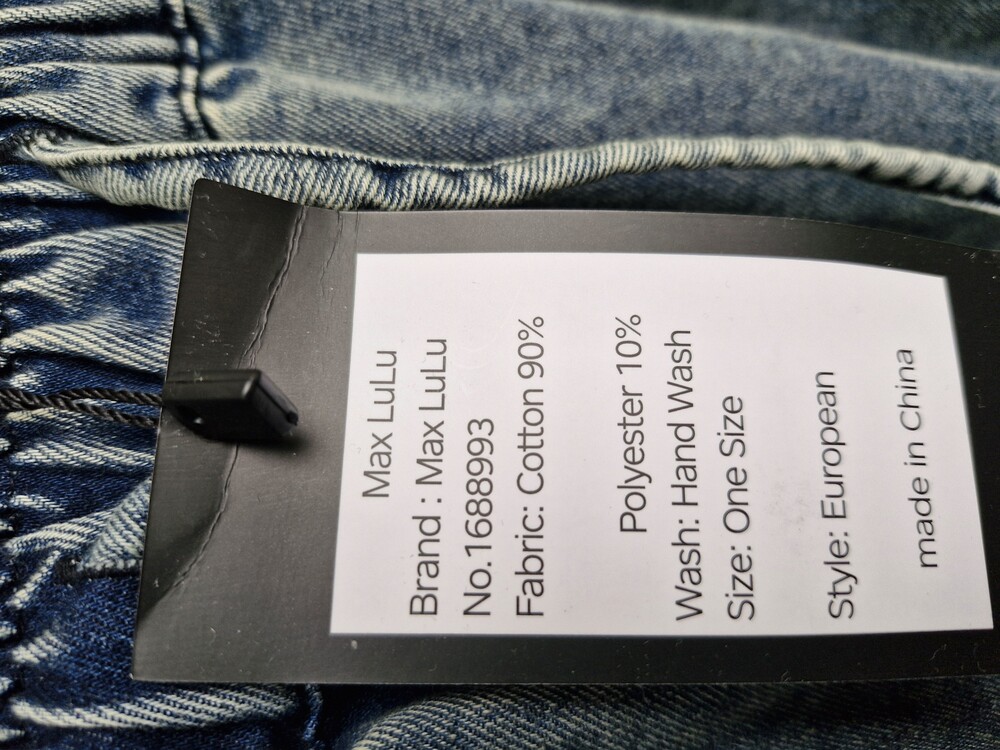 Max LuLu
Brand : Max LuLu
No.1688993
Fabric: Cotton 90%
Polyester 10%
Wash: Hand Wash
Size: One Size
Style: European
made in China